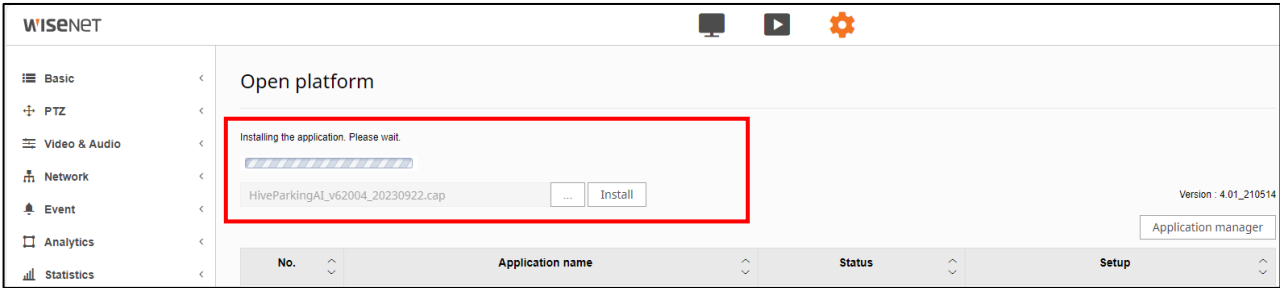 WISENET
Basic
PTZ
Video & Audio
Network
Event
Analytics
Statistics
Open platform
Installing the application. Please wait.
HiveParkingAI_v62004_20230922.cap ... Install
Version : 4.01_210514
Application manager
No. Application name Status Setup